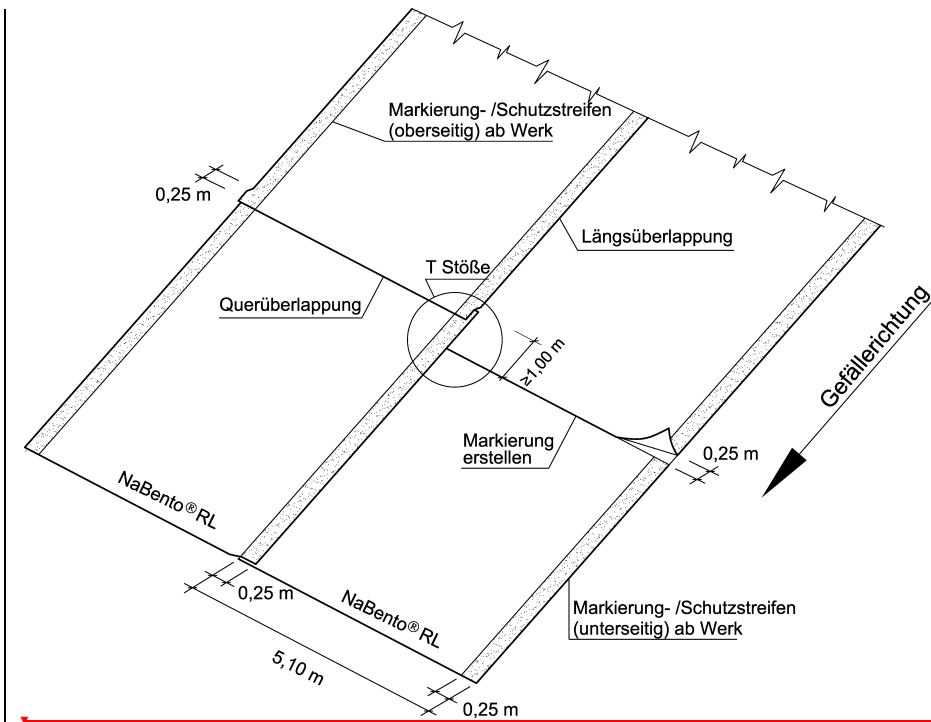 Markierung- /Schutzstreifen
(oberseitig) ab Werk
0,25 m
Längsüberlappung
T Stöße
Querüberlappung
≥1,00 m
Gefällerichtung
Markierung
erstellen
0,25 m
NaBento® RL
0,25 m
NaBento® RL
Markierung- /Schutzstreifen
(unterseitig) ab Werk
5,10 m
0,25 m